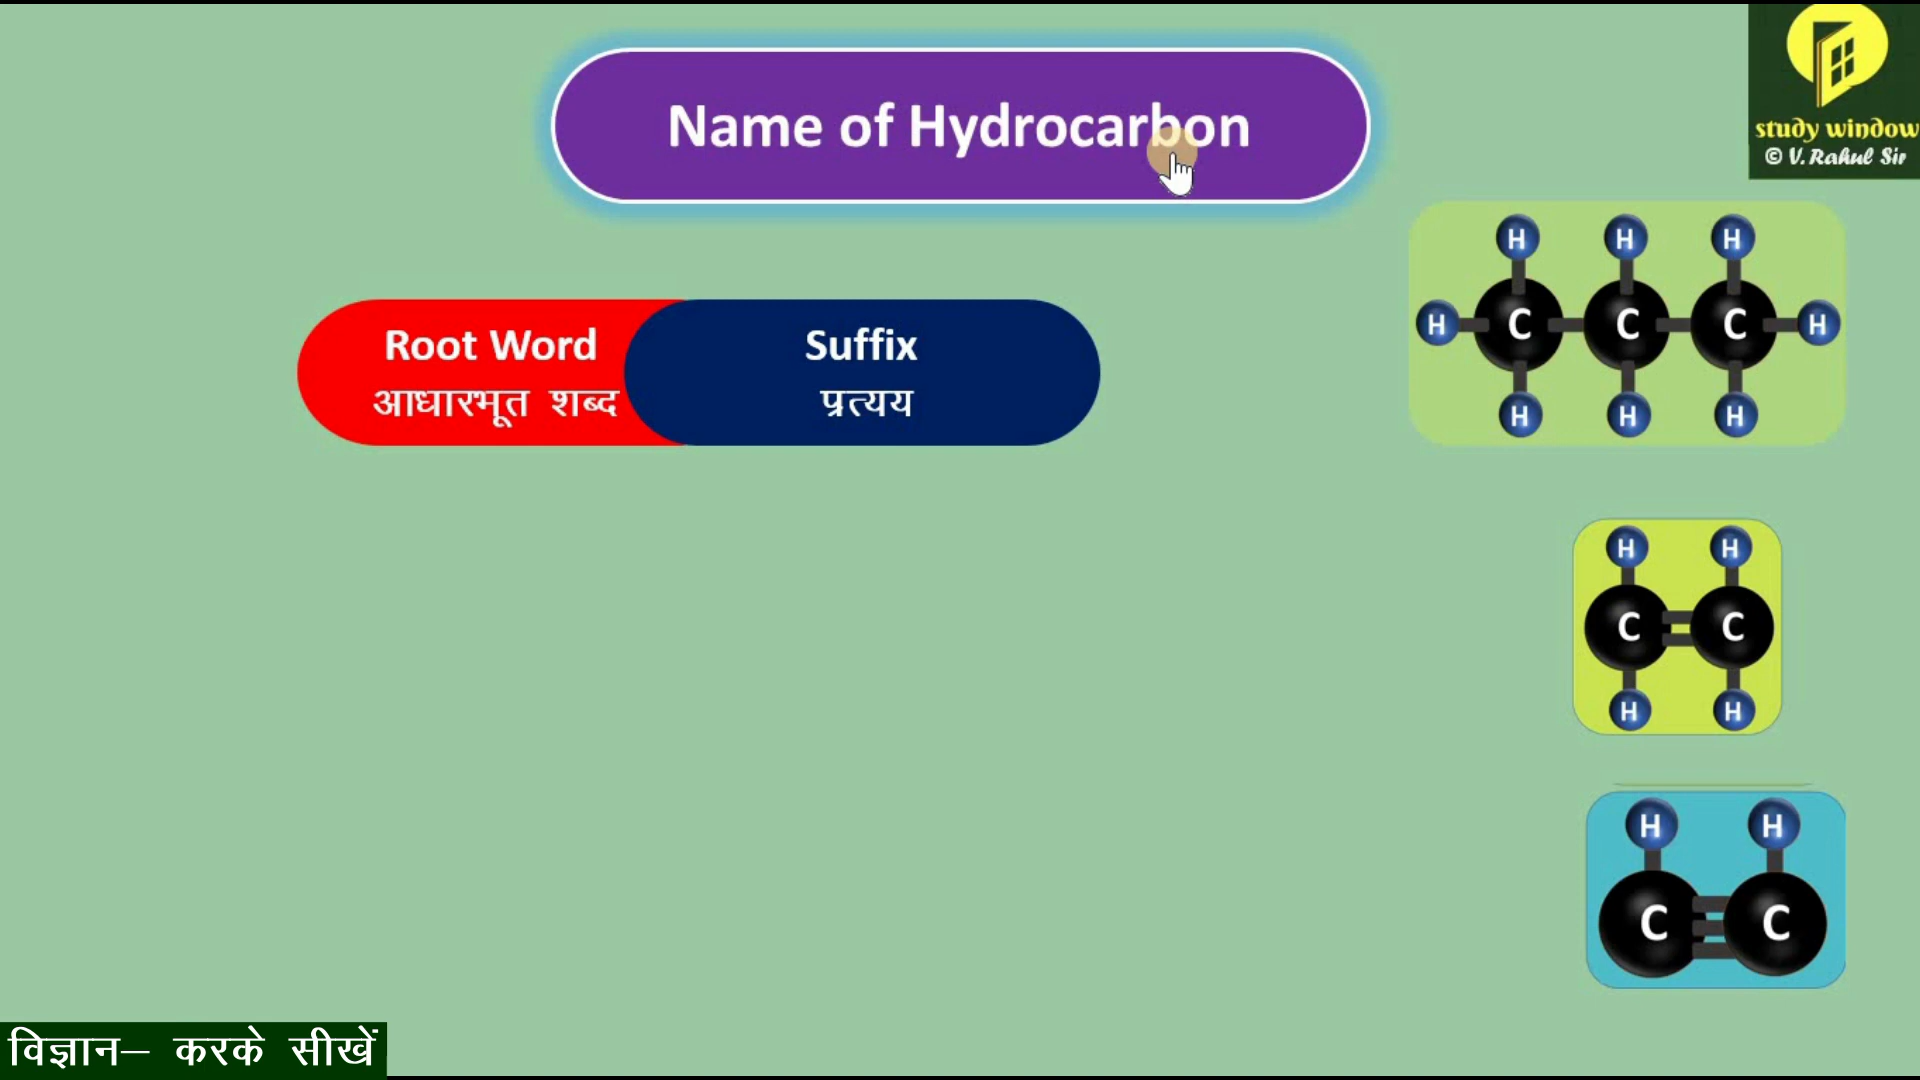 Name of Hydrocarbon
study window
© V. Rahul Sir
Root Word
आधारभूत शब्द
Suffix
प्रत्यय
H H H
H C C C H
H H H
H H
C C
H H
H H
C C
विज्ञान– करके सीखें